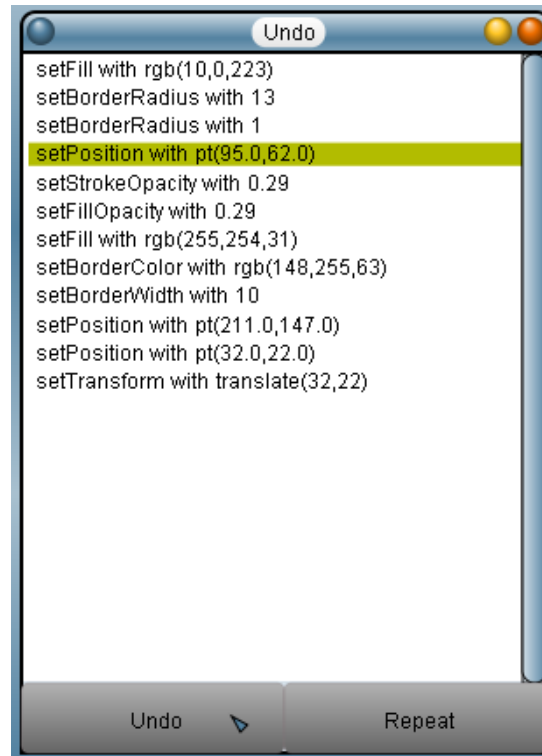 Undo
setFill with rgb(10,0,223)
setBorderRadius with 13
setBorderRadius with 1
setPosition with pt(95.0,62.0)
setStrokeOpacity with 0.29
setFillOpacity with 0.29
setFill with rgb(255,254,31)
setBorderColor with rgb(148,255,63)
setBorderWidth with 10
setPosition with pt(211.0,147.0)
setPosition with pt(32.0,22.0)
setTransform with translate(32,22)
Undo Repeat